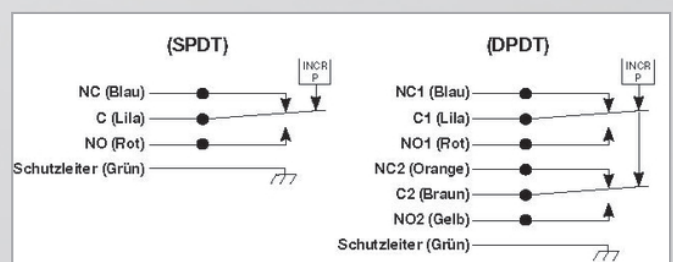 (SPDT)
INCR
P
NC (Blau)
C (Lila)
NO (Rot)
Schutzleiter (Grün)
(DPDT)
INCR
P
NC1 (Blau)
C1 (Lila)
NO1 (Rot)
NC2 (Orange)
C2 (Braun)
NO2 (Gelb)
Schutzleiter (Grün)